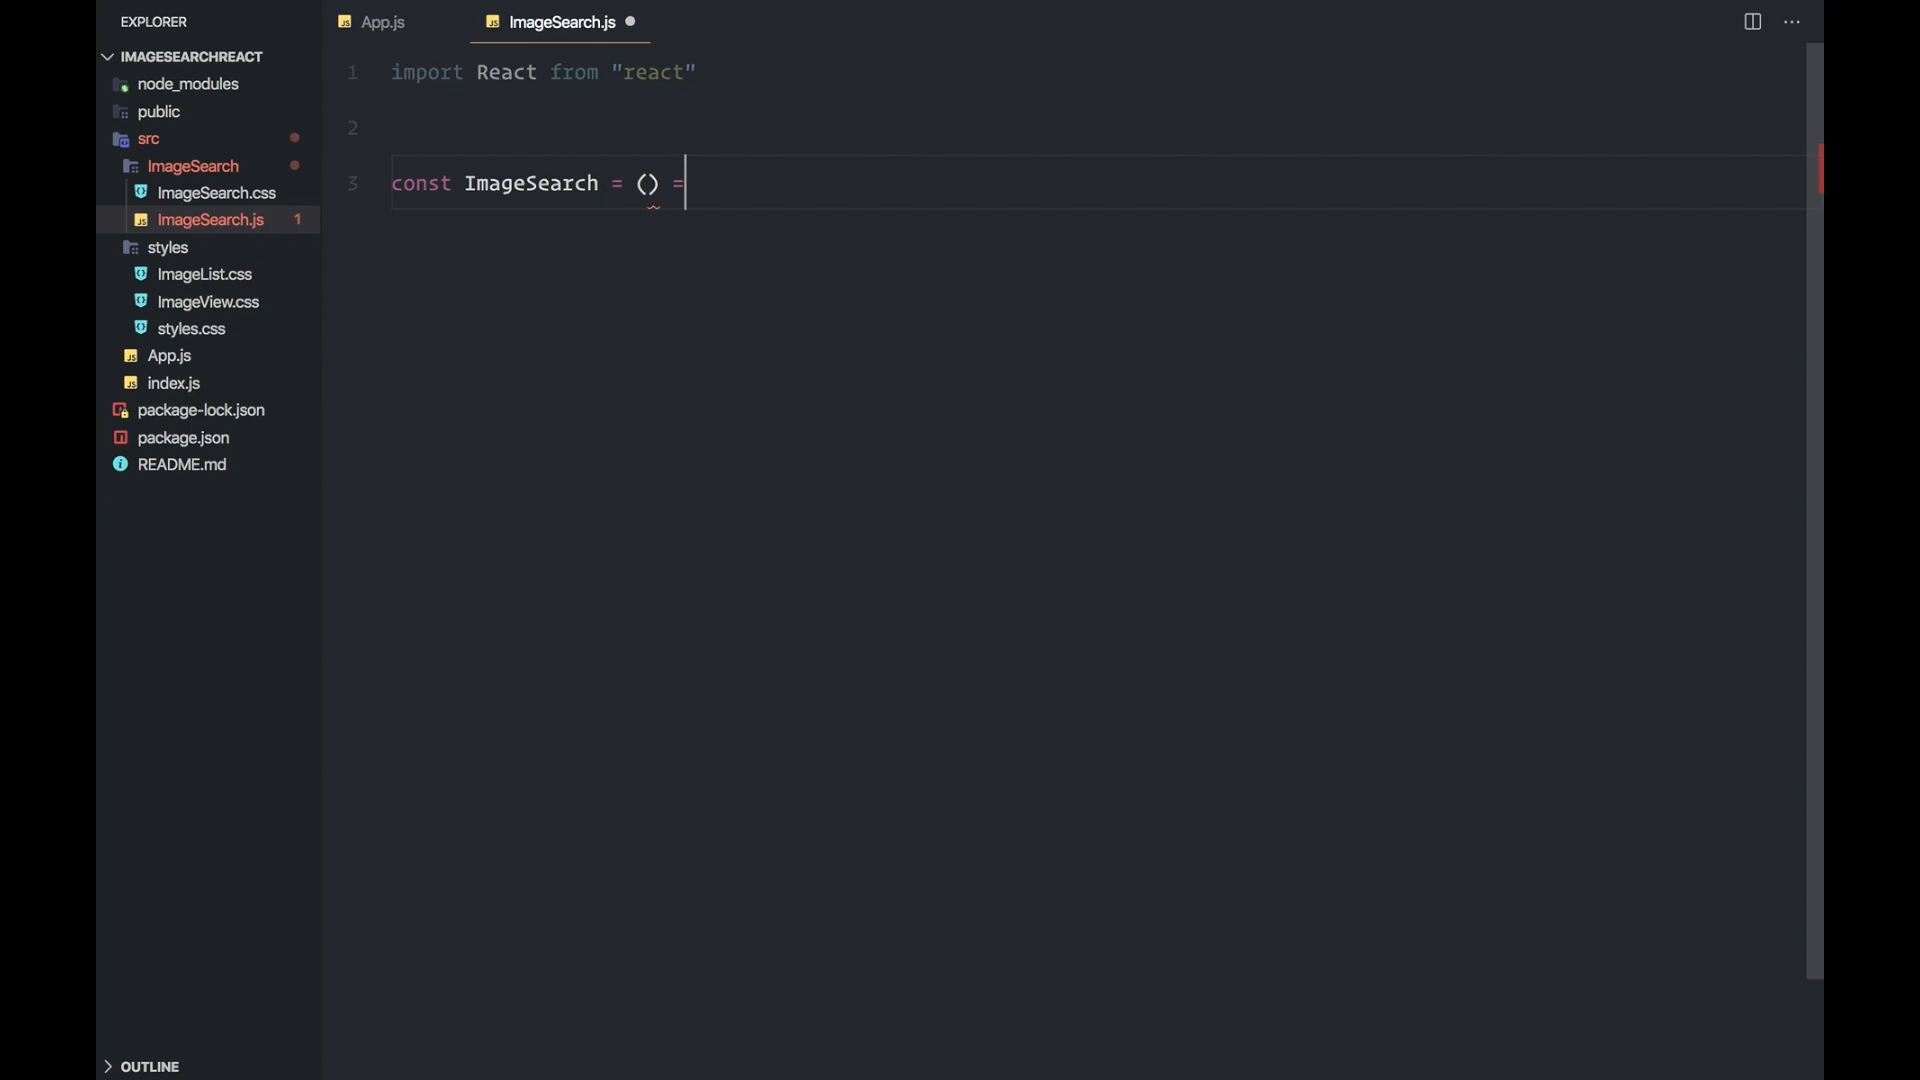 EXPLORER
IMAGESEARCHREACT
node_modules
public
src
ImageSearch
ImageSearch.css
ImageSearch.js 1
styles
ImageList.css
ImageView.css
styles.css
App.js
index.js
package-lock.json
package.json
README.md
OUTLINE
App.js ImageSearch.js
1 import React from "react"
2
3 const ImageSearch = () =